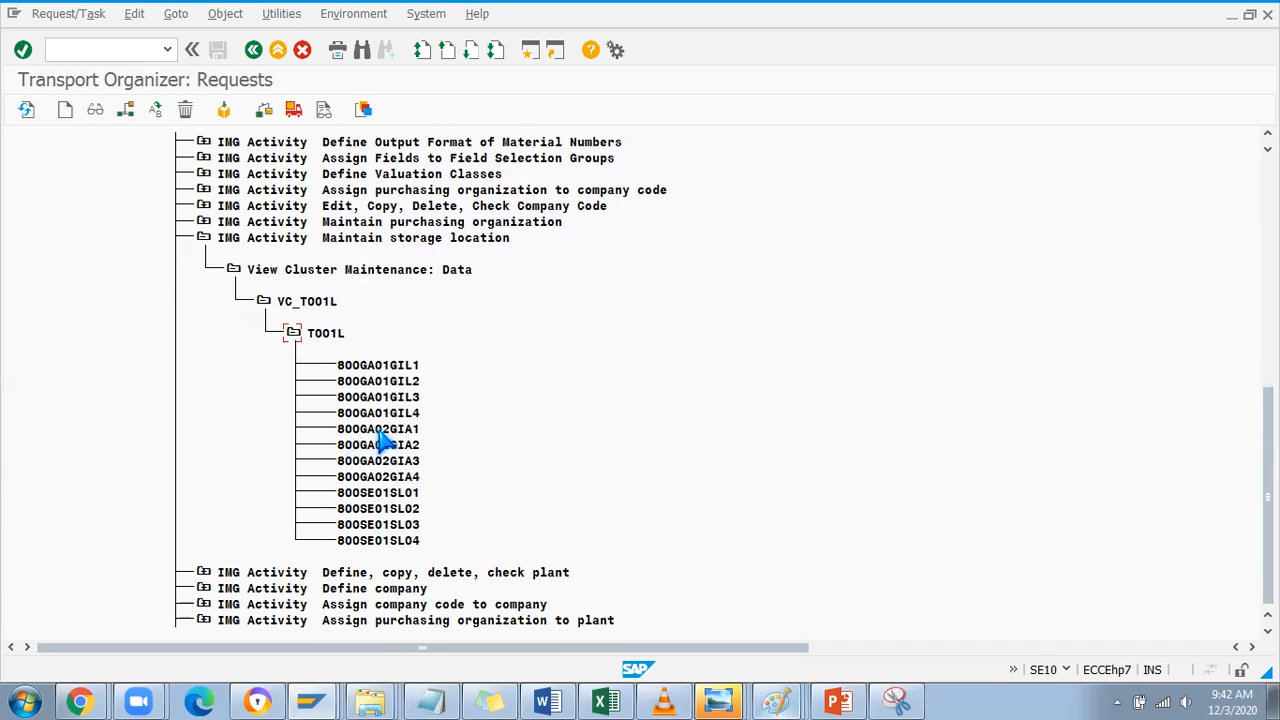 Request/Task Edit Goto Object Utilities Environment System Help
Transport Organizer: Requests
IMG Activity Define Output Format of Material Numbers
IMG Activity Assign Fields to Field Selection Groups
IMG Activity Define Valuation Classes
IMG Activity Assign purchasing organization to company code
IMG Activity Edit, Copy, Delete, Check Company Code
IMG Activity Maintain purchasing organization
IMG Activity Maintain storage location
View Cluster Maintenance: Data
VC_T001L
T001L
800GA01GIL1
800GA01GIL2
800GA01GIL3
800GA01GIL4
800GA02GIA1
800GA02GIA2
800GA02GIA3
800GA02GIA4
800SE01SL01
800SE01SL02
800SE01SL03
800SE01SL04
IMG Activity Define, copy, delete, check plant
IMG Activity Define company
IMG Activity Assign company code to company
IMG Activity Assign purchasing organization to plant
SAP
SE10 ECCEhp7 INS
9:42 AM
12/3/2020